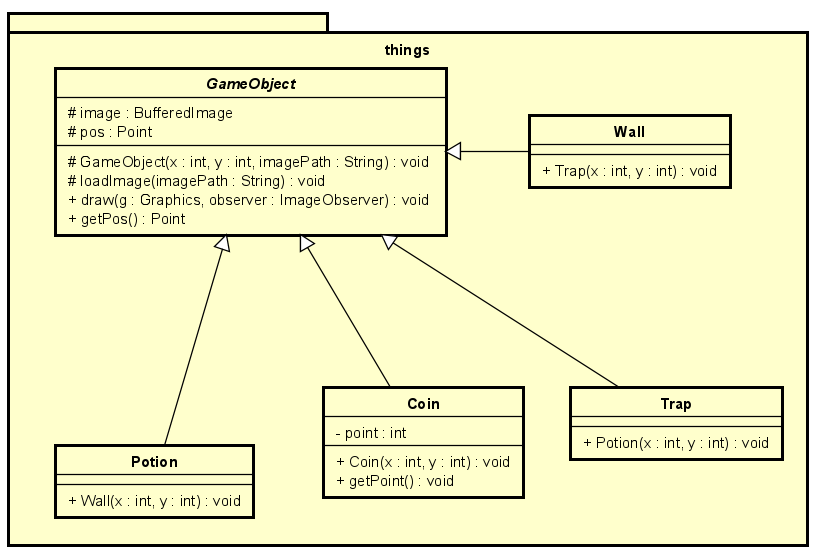 things
GameObject
# image : BufferedImage
# pos : Point
# GameObject(x : int, y : int, imagePath : String) : void
# loadImage(imagePath : String) : void
+ draw(g : Graphics, observer : ImageObserver) : void
+ getPos() : Point
Wall
+ Trap(x : int, y : int) : void
Potion
+ Wall(x : int, y : int) : void
Coin
- point : int
+ Coin(x : int, y : int) : void
+ getPoint() : void
Trap
+ Potion(x : int, y : int) : void